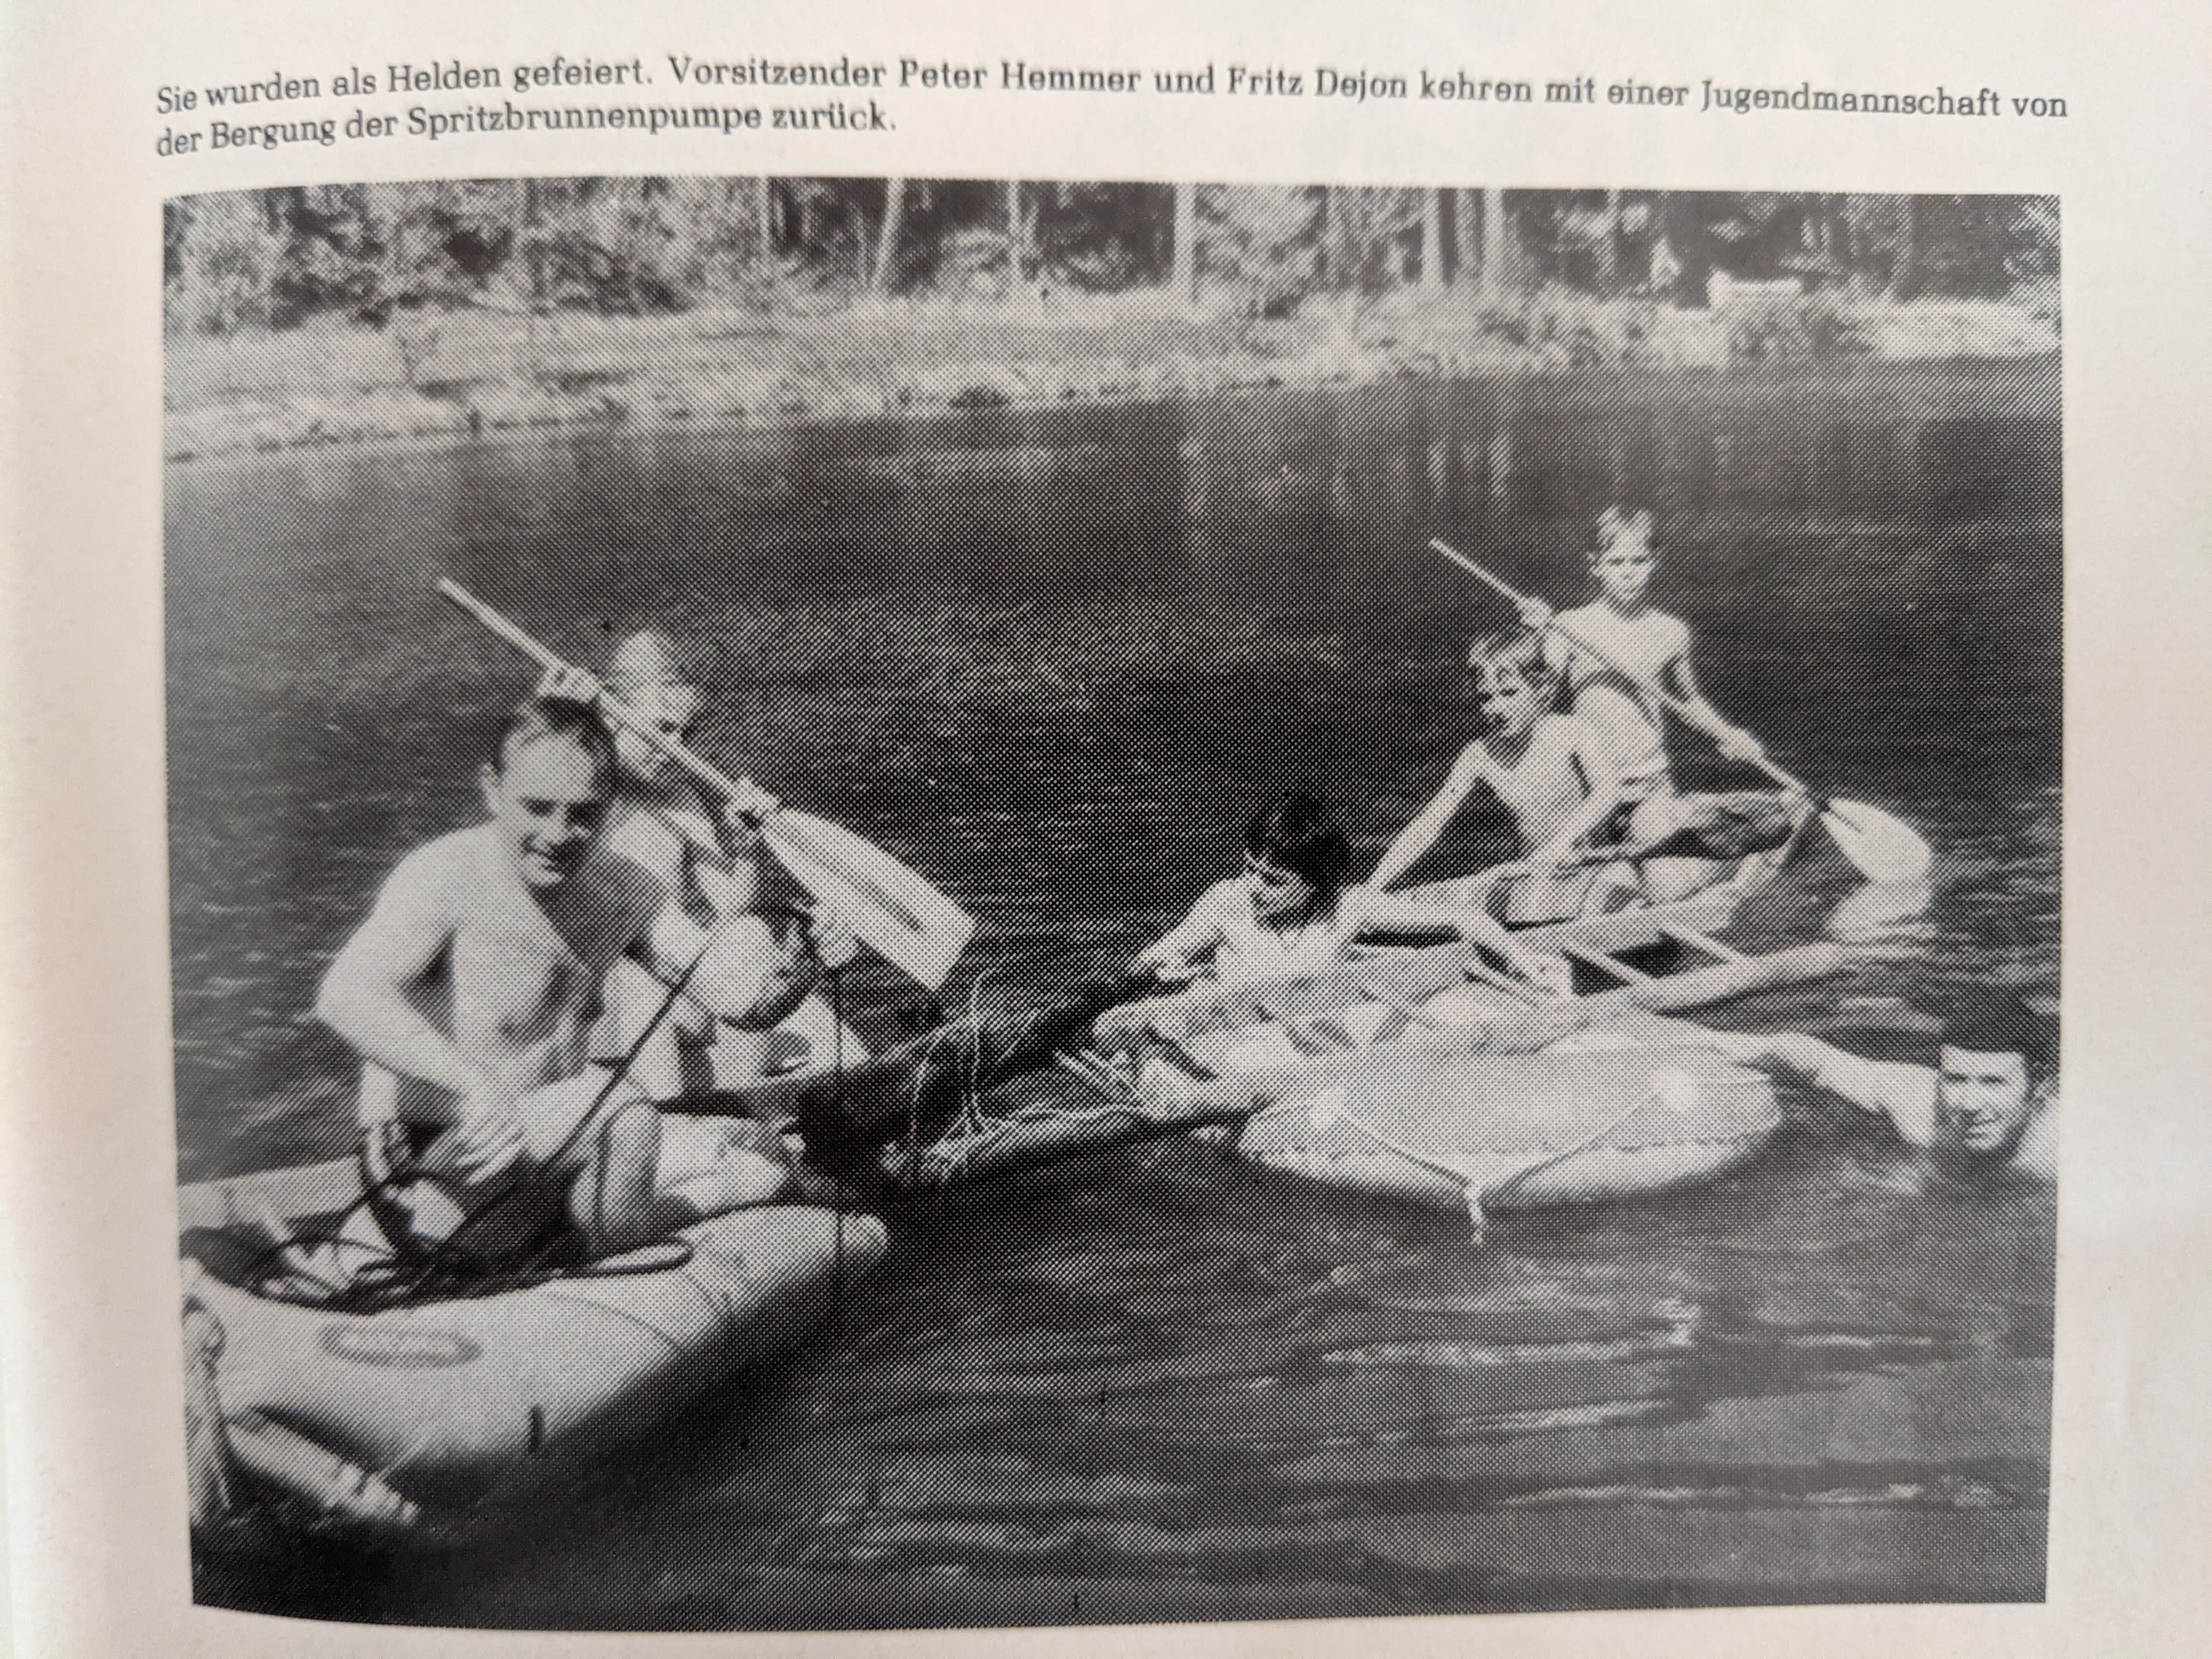 Sie wurden als Helden gefeiert. Vorsitzender Peter Hemmer und Fritz Dejon kehren mit einer Jugendmannschaft von
der Bergung der Spritzbrunnenpumpe zurück.